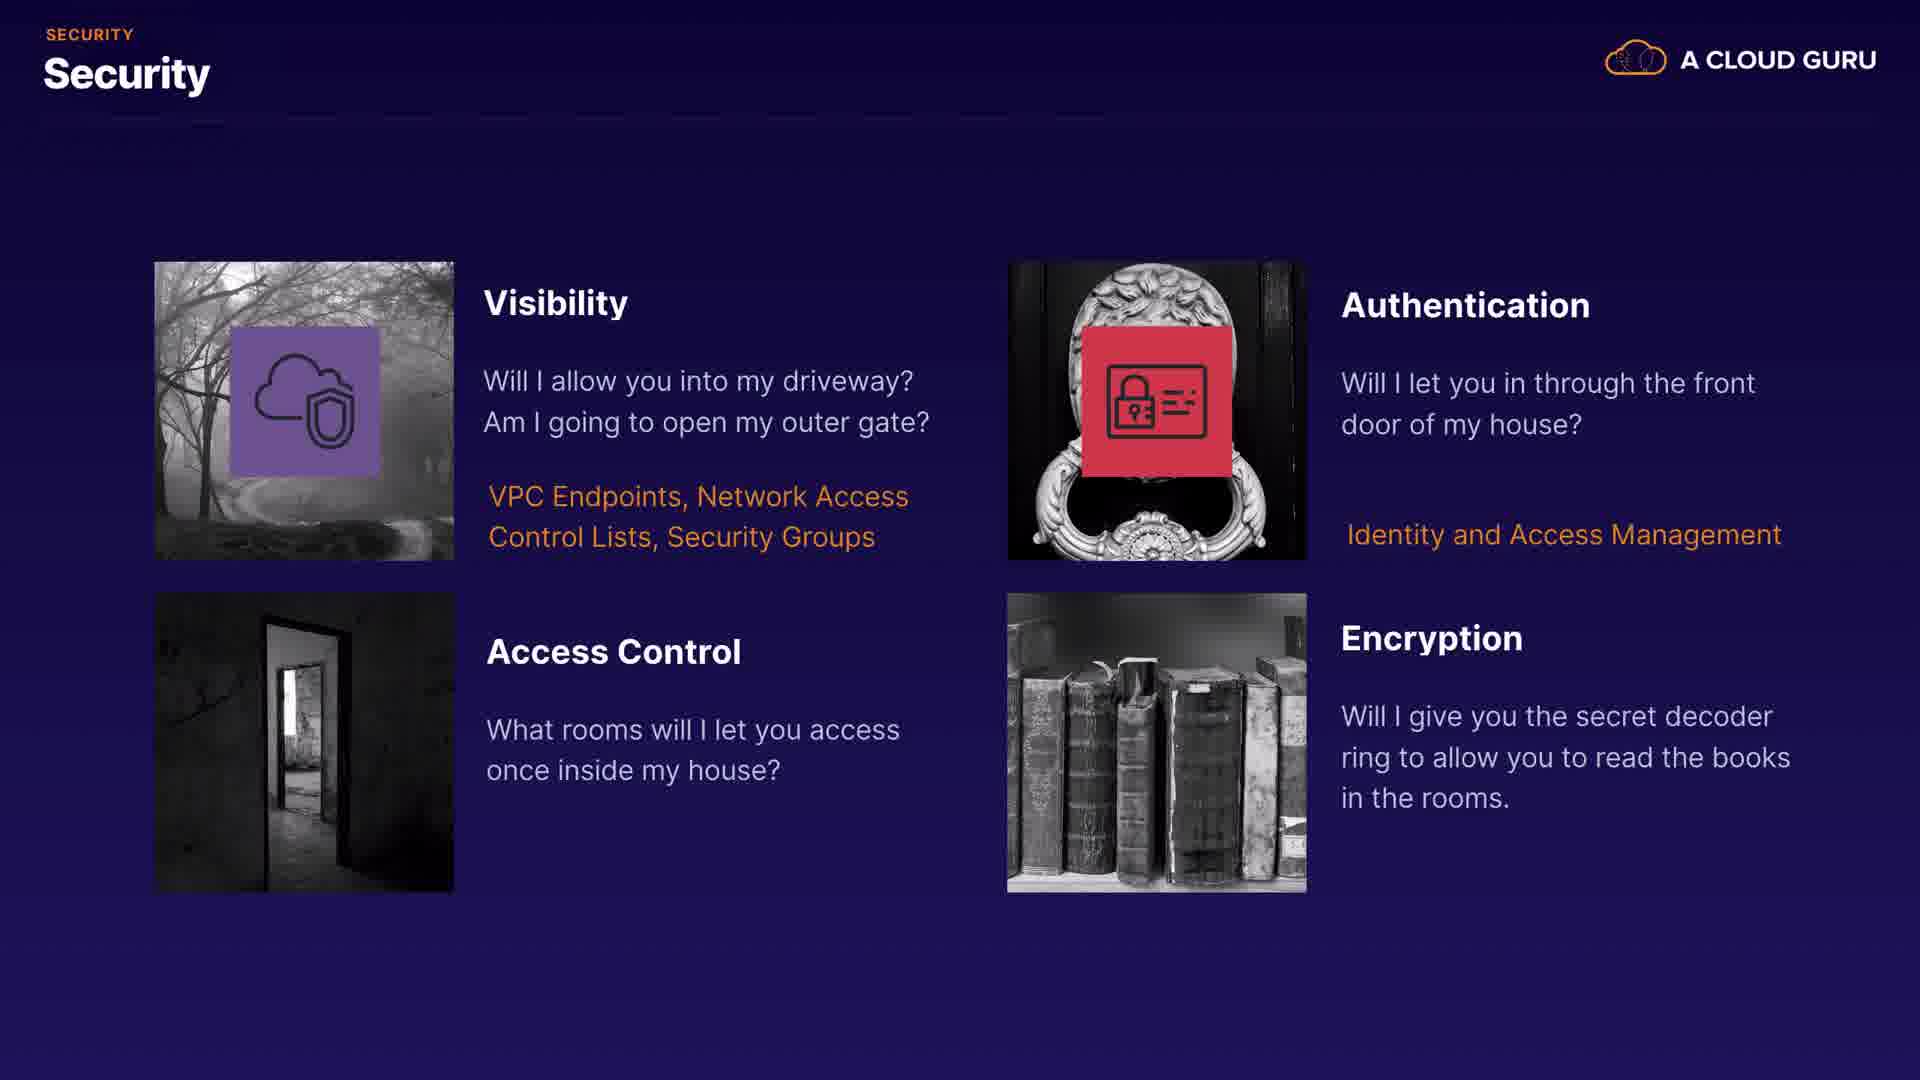 SECURITY
Security
A CLOUD GURU
Visibility
Will I allow you into my driveway?
Am I going to open my outer gate?
VPC Endpoints, Network Access
Control Lists, Security Groups
Authentication
Will I let you in through the front
door of my house?
Identity and Access Management
Access Control
What rooms will I let you access
once inside my house?
Encryption
Will I give you the secret decoder
ring to allow you to read the books
in the rooms.